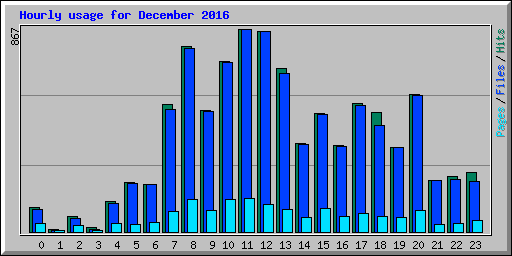 Hourly usage for December 2016
867
Pages/Files/Hits
0 1 2 3 4 5 6 7 8 9 10 11 12 13 14 15 16 17 18 19 20 21 22 23